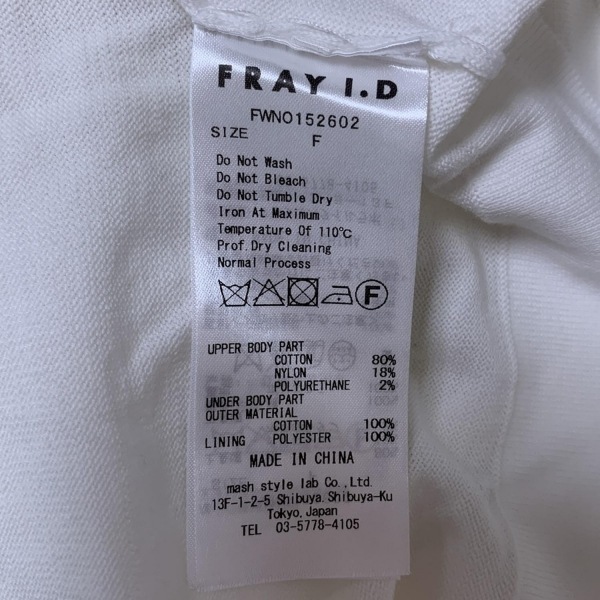 FRAY I.D
FWNO152602
SIZE F
Do Not Wash
Do Not Bleach
Do Not Tumble Dry
Iron At Maximum
Temperature Of 110℃
Prof.Dry Cleaning
Normal Process
F
UPPER BODY PART
COTTON 80%
NYLON 18%
POLYURETHANE 2%
UNDER BODY PART
OUTER MATERIAL
COTTON 100%
LINING POLYESTER 100%
MADE IN CHINA
mash style lab Co.,Ltd.
13F-1-2-5 Shibuya.Shibuya-Ku
Tokyo,Japan
TEL 03-5778-4105